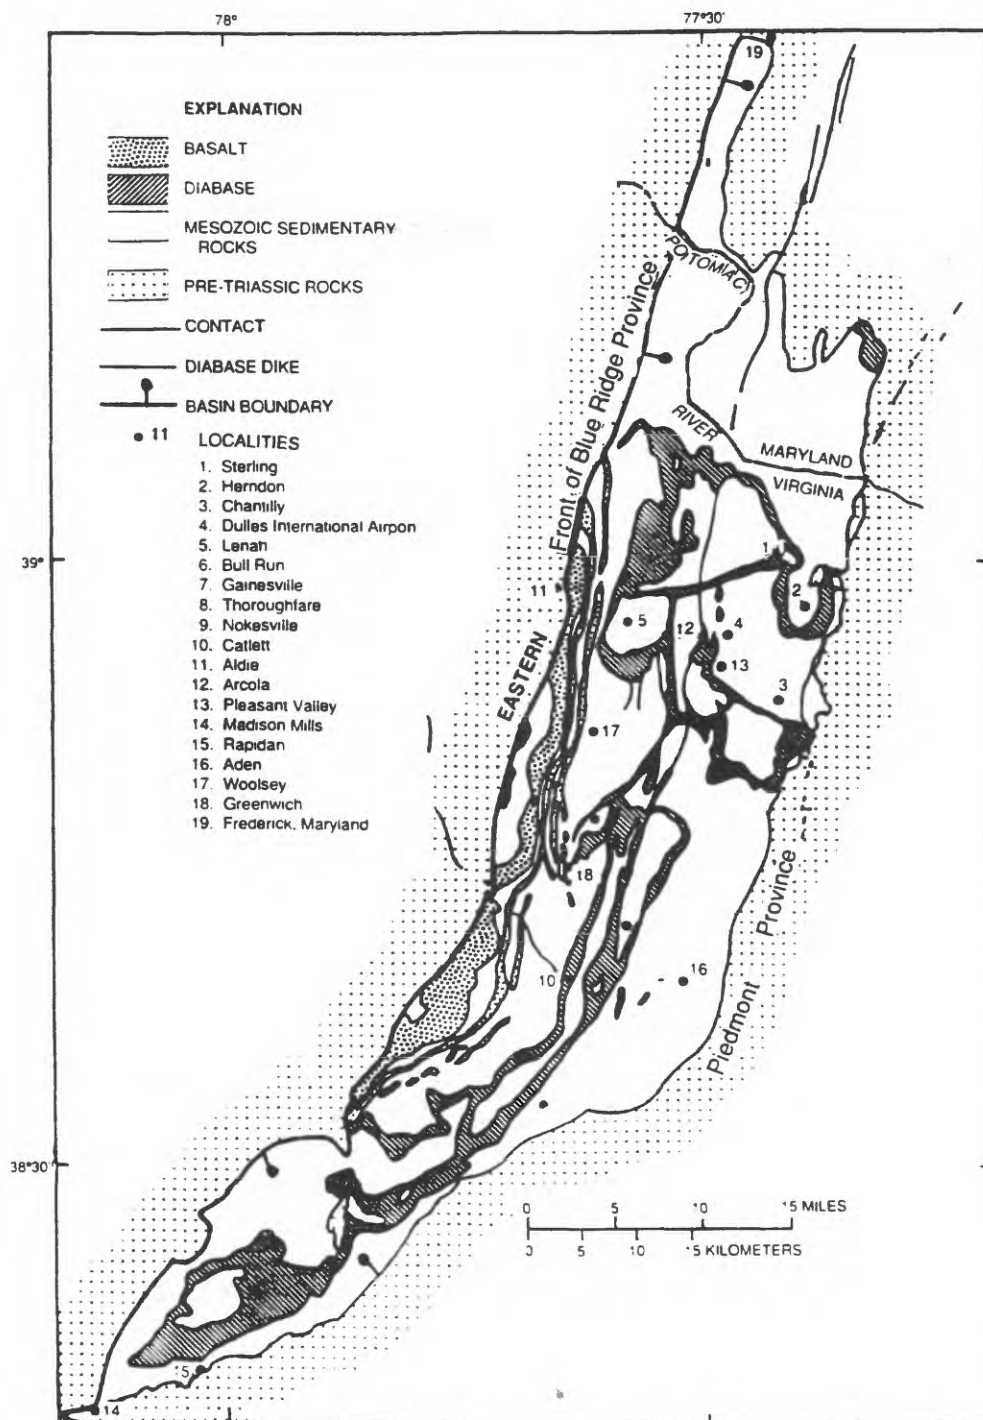 78°
77°30'
19
EXPLANATION
BASALT
DIABASE
MESOZOIC SEDIMENTARY
ROCKS
PRE-TRIASSIC ROCKS
CONTACT
DIABASE DIKE
BASIN BOUNDARY
11
LOCALITIES
1. Sterling
2. Herndon
3. Chantilly
4. Dulles International Airport
5. Lenah
6. Bull Run
7. Gainesville
8. Thoroughfare
9. Nokesville
10. Catlett
11. Aldie
12. Arcola
13. Pleasant Valley
14. Madison Mills
15. Rapidan
16. Aden
17. Woolsey
18. Greenwich
19. Frederick, Maryland
POTOMAC
RIVER
MARYLAND
VIRGINIA
EASTERN Front of Blue Ridge Province
39°
1
11
2
5
12
4
13
3
17
18
10
16
Piedmont Province
38°30'
0 5 10 15 MILES
0 5 10 15 KILOMETERS
5
14